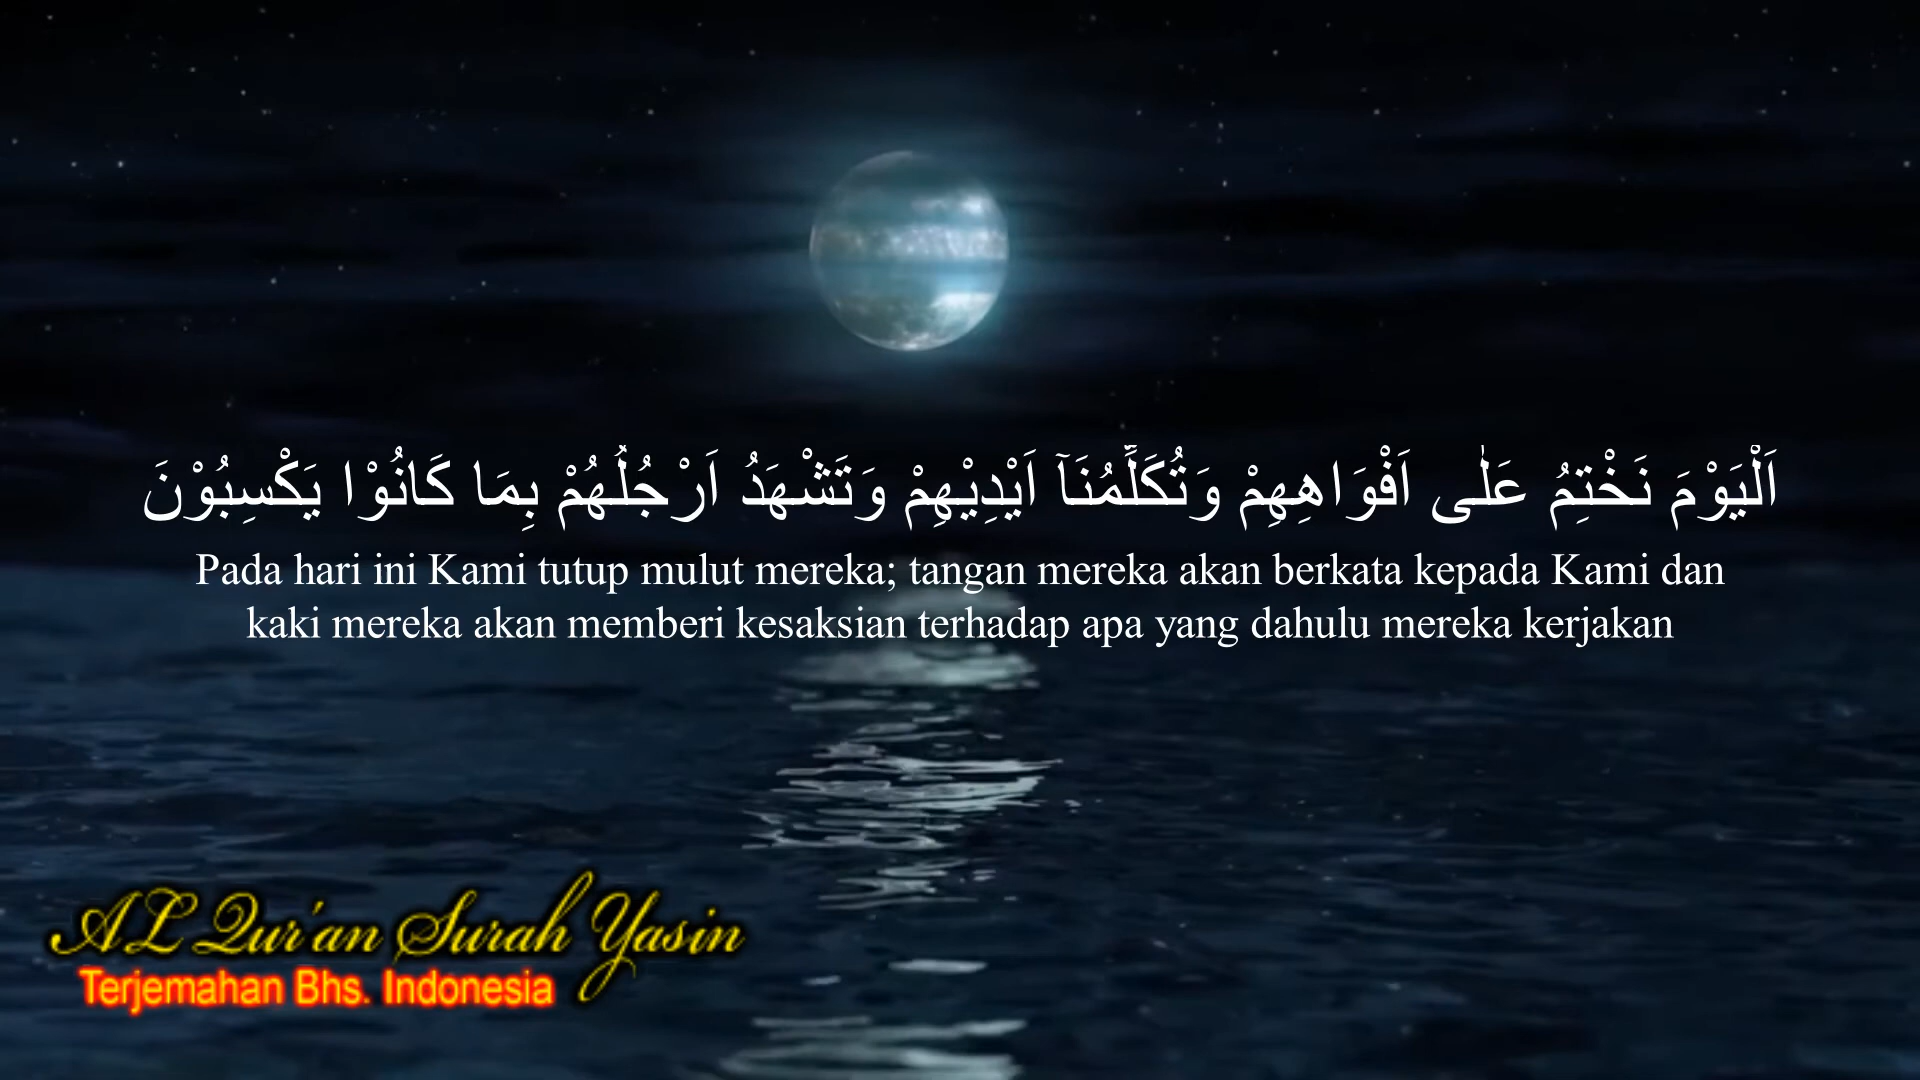 اَلْيَوْمَ نَخْتِمُ عَلٰٓى اَفْوَاهِهِمْ وَتُكَلِّمُنَآ اَيْدِيْهِمْ وَتَشْهَدُ اَرْجُلُهُمْ بِمَا كَانُوْا يَكْسِبُوْنَ
Pada hari ini Kami tutup mulut mereka; tangan mereka akan berkata kepada Kami dan
kaki mereka akan memberi kesaksian terhadap apa yang dahulu mereka kerjakan
AL Qur'an Surah Yasin
Terjemahan Bhs. Indonesia